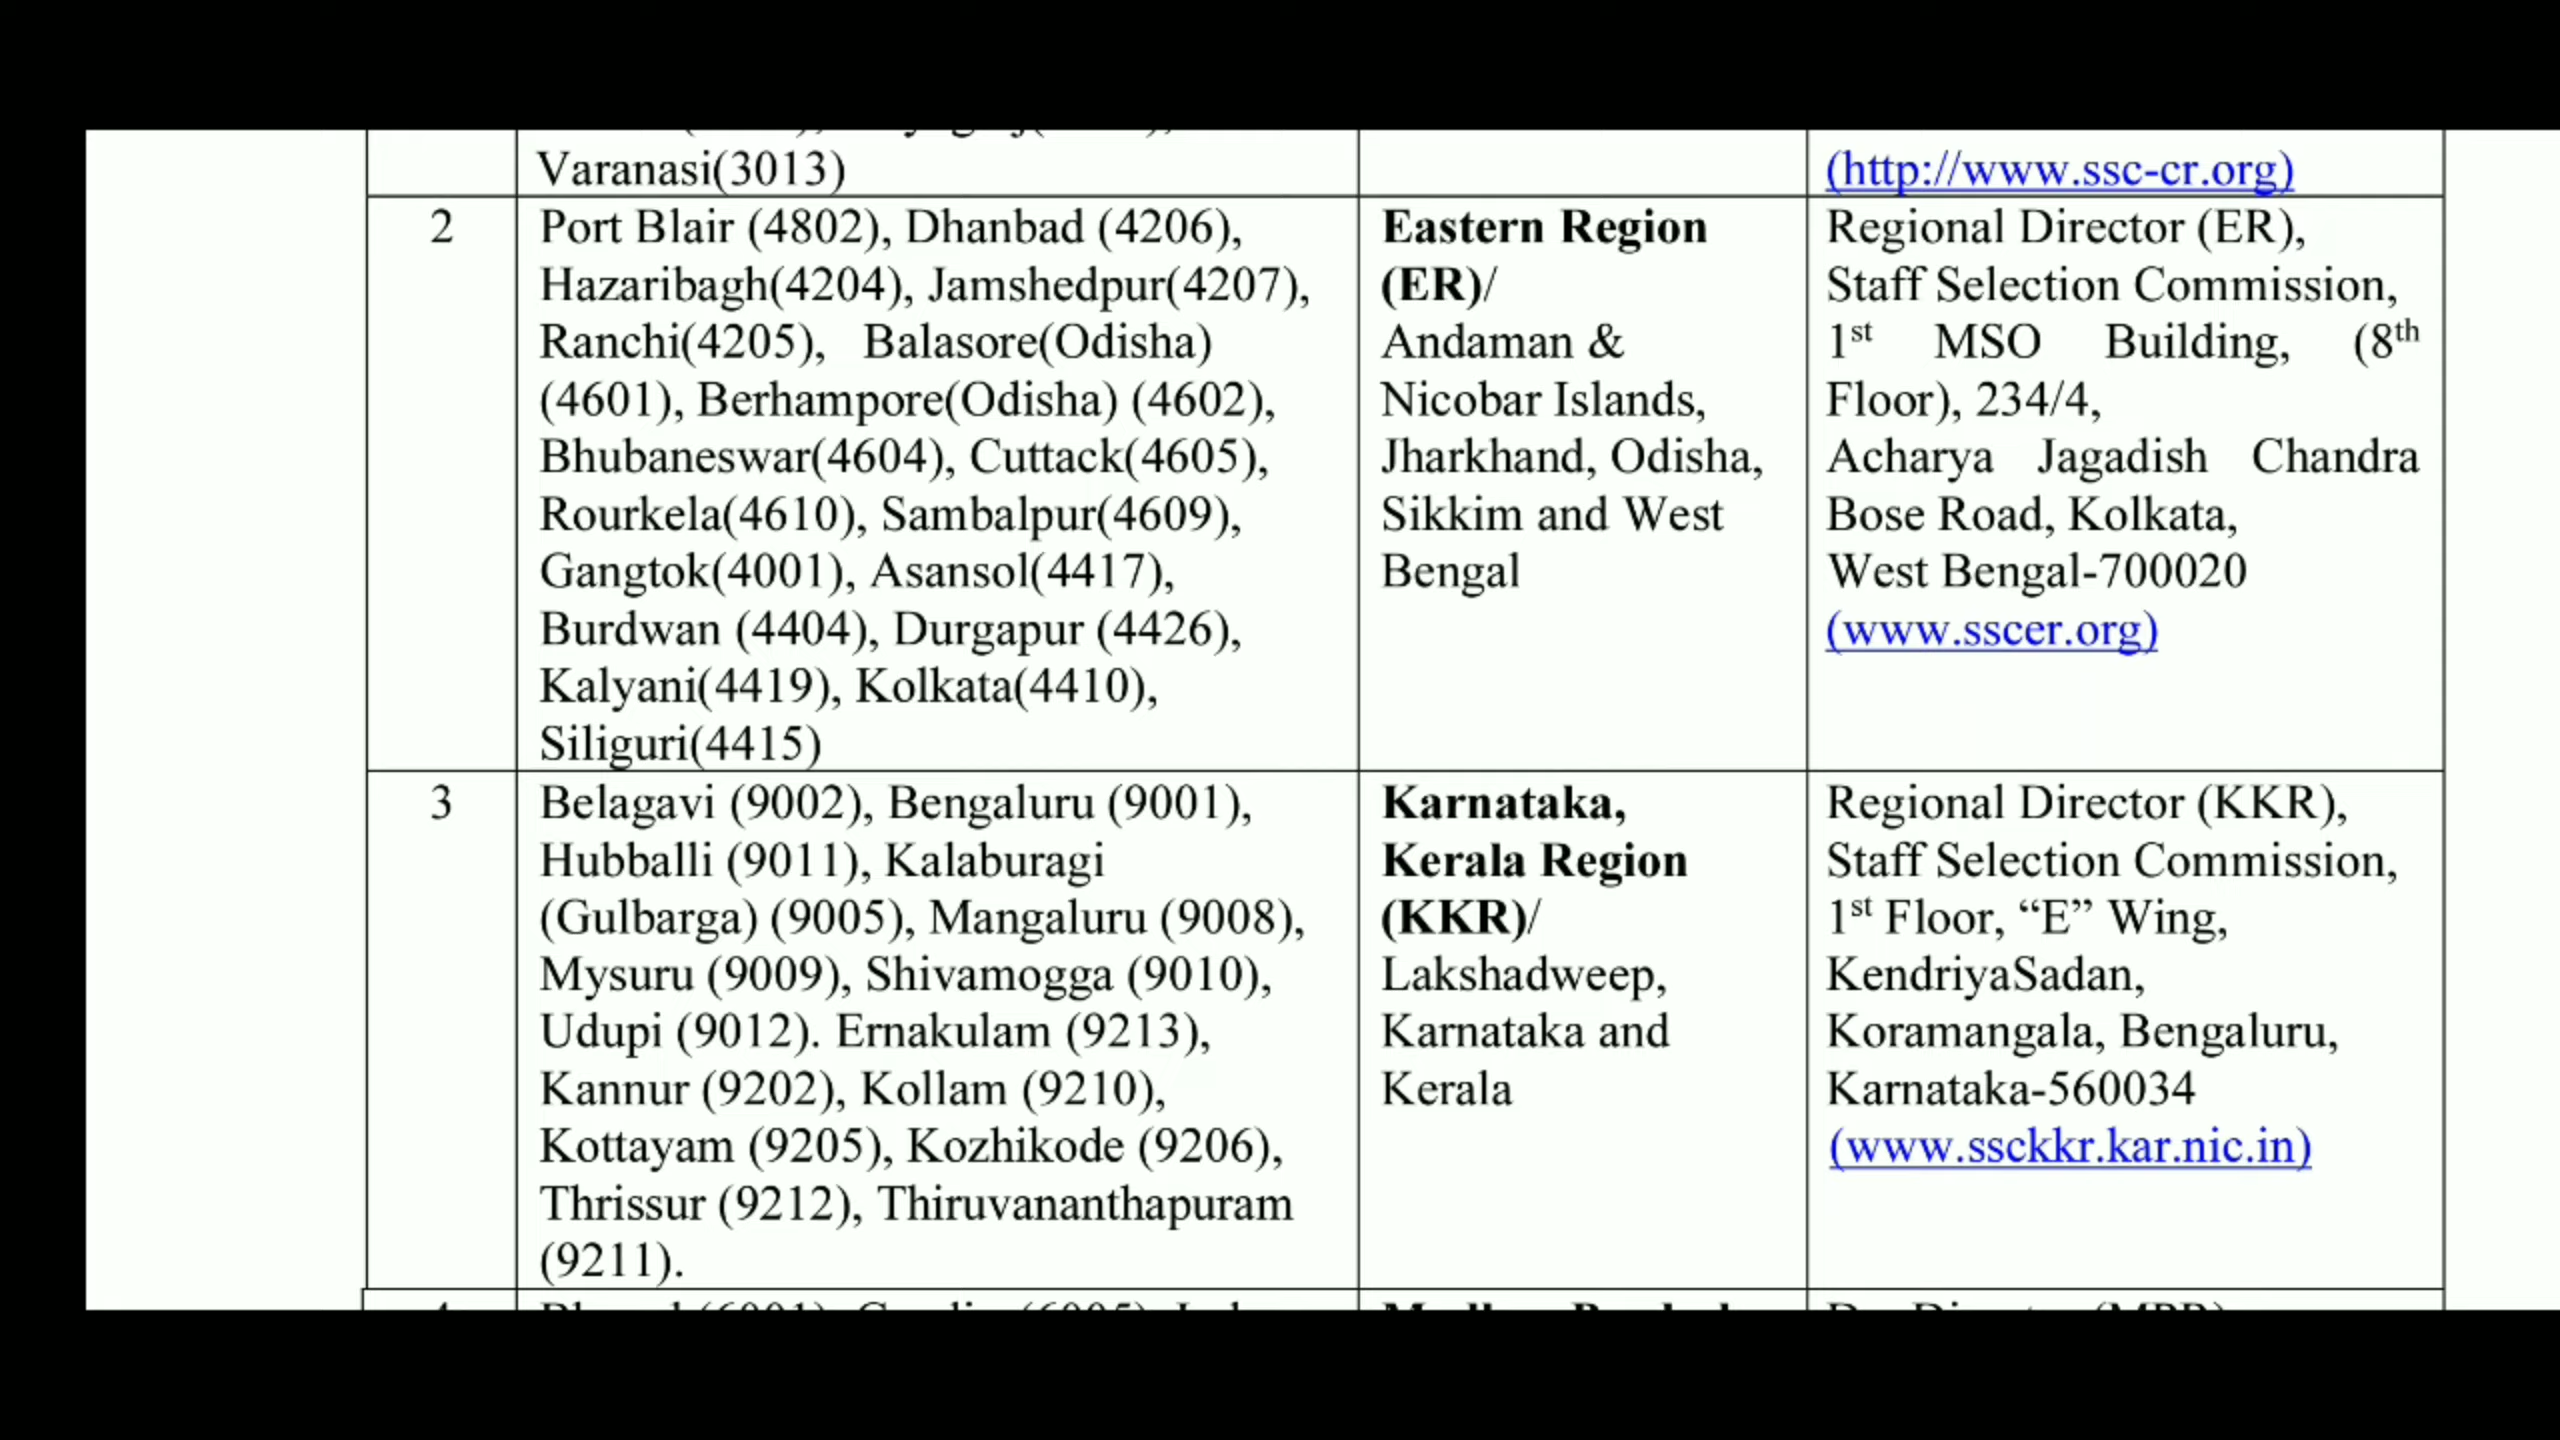 Varanasi(3013)
(http://www.ssc-cr.org)
2
Port Blair (4802), Dhanbad (4206),
Hazaribagh(4204), Jamshedpur(4207),
Ranchi(4205), Balasore(Odisha)
(4601), Berhampore(Odisha) (4602),
Bhubaneswar(4604), Cuttack(4605),
Rourkela(4610), Sambalpur(4609),
Gangtok(4001), Asansol(4417),
Burdwan (4404), Durgapur (4426),
Kalyani(4419), Kolkata(4410),
Siliguri(4415)
Eastern Region
(ER)/
Andaman &
Nicobar Islands,
Jharkhand, Odisha,
Sikkim and West
Bengal
Regional Director (ER),
Staff Selection Commission,
1st MSO Building, (8th
Floor), 234/4,
Acharya Jagadish Chandra
Bose Road, Kolkata,
West Bengal-700020
(www.sscer.org)
3
Belagavi (9002), Bengaluru (9001),
Hubballi (9011), Kalaburagi
(Gulbarga) (9005), Mangaluru (9008),
Mysuru (9009), Shivamogga (9010),
Udupi (9012). Ernakulam (9213),
Kannur (9202), Kollam (9210),
Kottayam (9205), Kozhikode (9206),
Thrissur (9212), Thiruvananthapuram
(9211).
Karnataka,
Kerala Region
(KKR)/
Lakshadweep,
Karnataka and
Kerala
Regional Director (KKR),
Staff Selection Commission,
1st Floor, “E” Wing,
KendriyaSadan,
Koramangala, Bengaluru,
Karnataka-560034
(www.ssckkr.kar.nic.in)